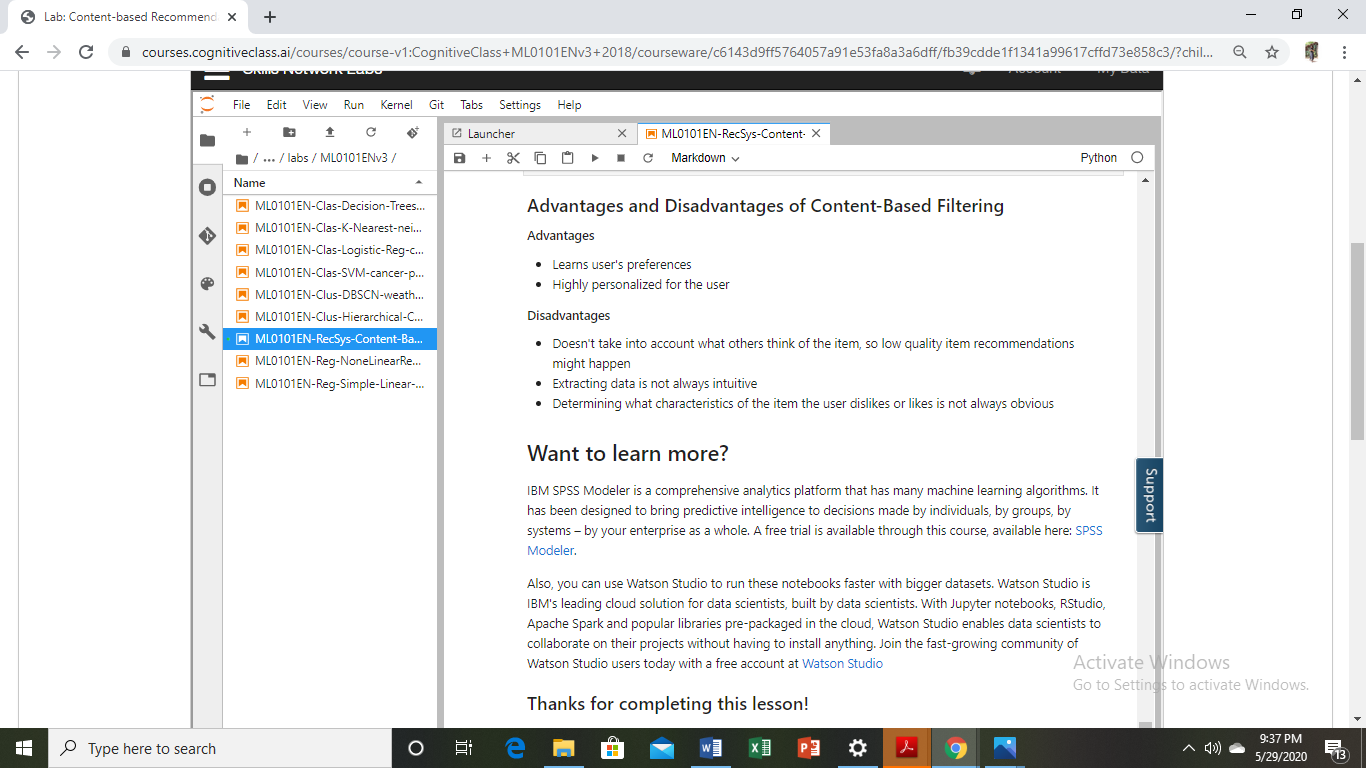 Lab: Content-based Recommend
courses.cognitiveclass.ai/courses/course-v1:CognitiveClass+ML0101ENv3+2018/courseware/c6143d9ff5764057a91e53fa8a3a6dff/fb39cdde1f1341a99617cffd73e858c3/?chil...
Skills Network Labs
Account My Data
File Edit View Run Kernel Git Tabs Settings Help
Launcher
ML0101EN-RecSys-Content-
/ ... / labs / ML0101ENv3 /
Markdown
Python
Name
ML0101EN-Clas-Decision-Trees...
ML0101EN-Clas-K-Nearest-nei...
ML0101EN-Clas-Logistic-Reg-c...
ML0101EN-Clas-SVM-cancer-p...
ML0101EN-Clus-DBSCN-weath...
ML0101EN-Clus-Hierarchical-C...
ML0101EN-RecSys-Content-Ba...
ML0101EN-Reg-NoneLinearRe...
ML0101EN-Reg-Simple-Linear-...
Advantages and Disadvantages of Content-Based Filtering
Advantages
• Learns user's preferences
• Highly personalized for the user
Disadvantages
• Doesn't take into account what others think of the item, so low quality item recommendations
might happen
• Extracting data is not always intuitive
• Determining what characteristics of the item the user dislikes or likes is not always obvious
Want to learn more?
IBM SPSS Modeler is a comprehensive analytics platform that has many machine learning algorithms. It
has been designed to bring predictive intelligence to decisions made by individuals, by groups, by
systems – by your enterprise as a whole. A free trial is available through this course, available here: SPSS
Modeler.
Also, you can use Watson Studio to run these notebooks faster with bigger datasets. Watson Studio is
IBM's leading cloud solution for data scientists, built by data scientists. With Jupyter notebooks, RStudio,
Apache Spark and popular libraries pre-packaged in the cloud, Watson Studio enables data scientists to
collaborate on their projects without having to install anything. Join the fast-growing community of
Watson Studio users today with a free account at Watson Studio
Thanks for completing this lesson!
Support
Activate Windows
Go to Settings to activate Windows.
Type here to search
9:37 PM
5/29/2020
13